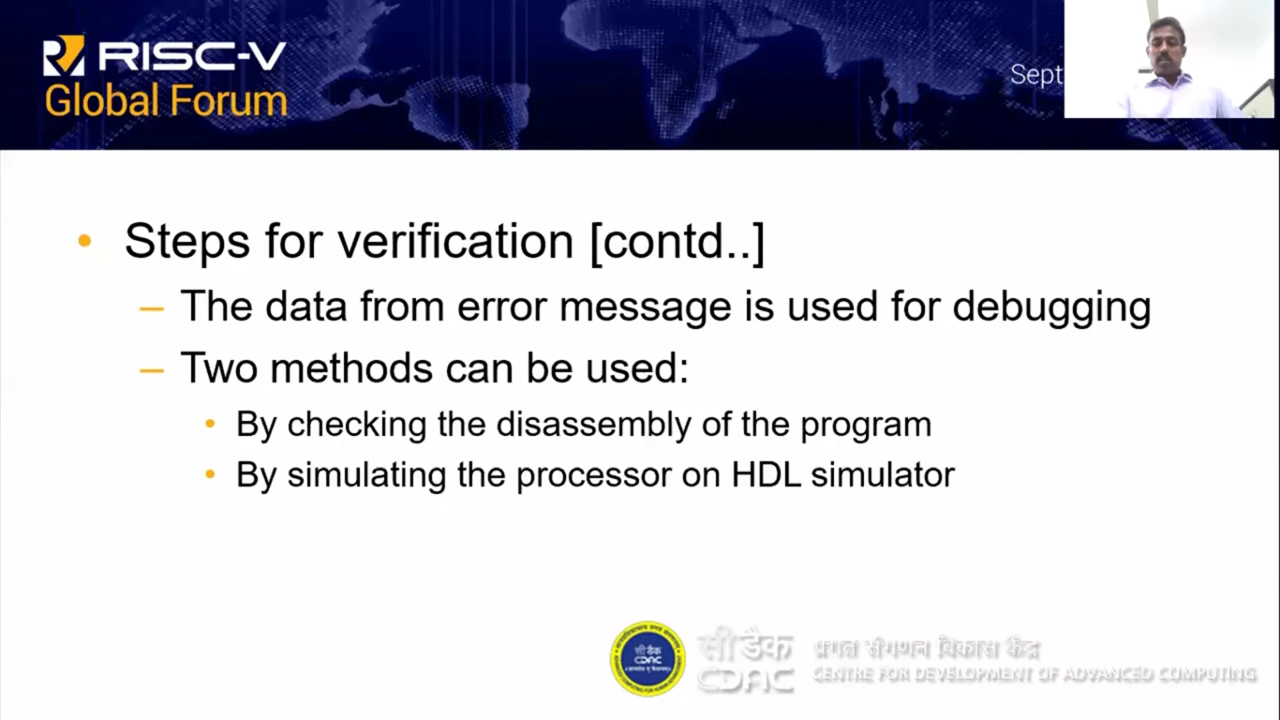 RISC-V
Global Forum
Sept
• Steps for verification [contd..]
– The data from error message is used for debugging
– Two methods can be used:
• By checking the disassembly of the program
• By simulating the processor on HDL simulator
सी डैक
CDAC
सी डैक
CDAC
प्रगत संगणन विकास केंद्र
CENTRE FOR DEVELOPMENT OF ADVANCED COMPUTING